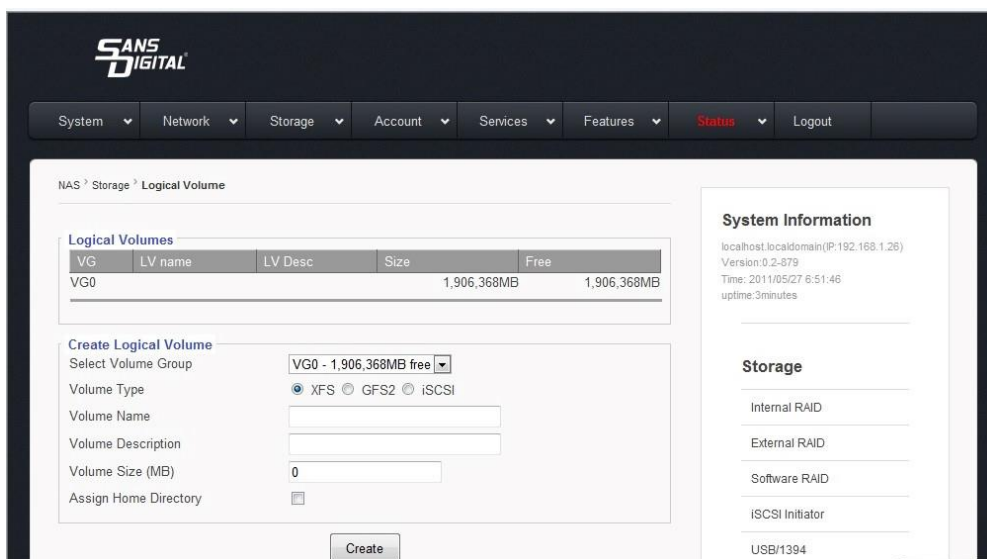 SANS DIGITAL
System Network Storage Account Services Features Status Logout
NAS > Storage > Logical Volume
Logical Volumes
VG LV name LV Desc Size Free
VG0 1,906,368MB 1,906,368MB
Create Logical Volume
Select Volume Group VG0 - 1,906,368MB free
Volume Type XFS GFS2 iSCSI
Volume Name
Volume Description
Volume Size (MB) 0
Assign Home Directory
Create
System Information
localhost.localdomain(IP:192.168.1.26)
Version:0.2-879
Time: 2011/05/27 6:51:46
uptime:3minutes
Storage
Internal RAID
External RAID
Software RAID
iSCSI Initiator
USB/1394